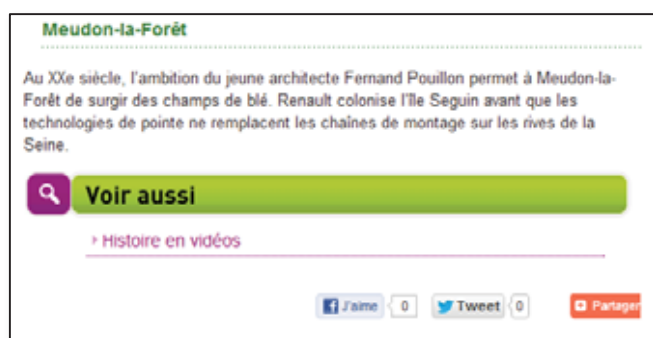 Meudon-la-Forêt
Au XXe siècle, l'ambition du jeune architecte Fernand Pouillon permet à Meudon-la-
Forêt de surgir des champs de blé. Renault colonise l'île Seguin avant que les
technologies de pointe ne remplacent les chaînes de montage sur les rives de la
Seine.
Voir aussi
Histoire en vidéos
J'aime 0 Tweet 0 Partager